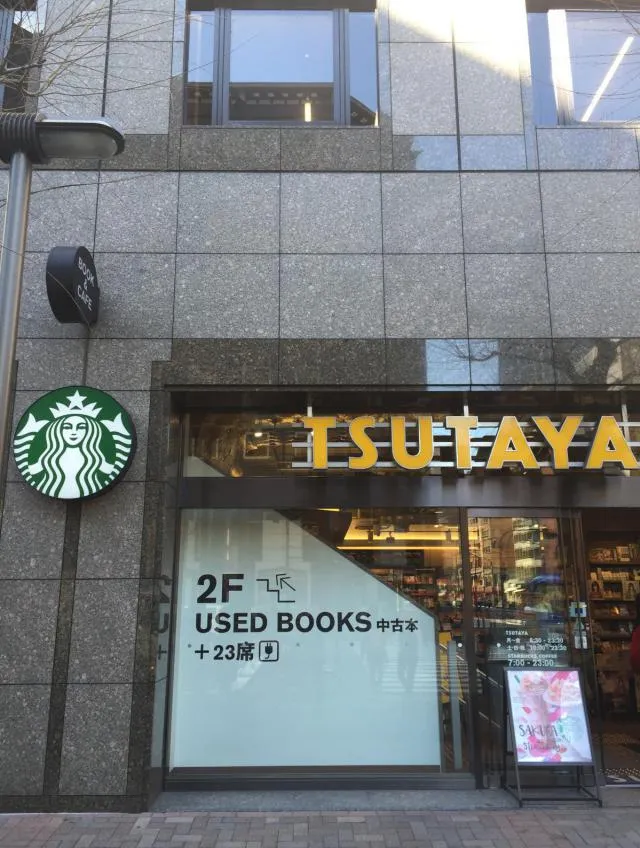 BOOK
&
CAFE
TSUTAYA
2F
USED BOOKS 中古本
+23席
TSUTAYA
STARBUCKS COFFEE
7:00 - 23:00
SAKURA